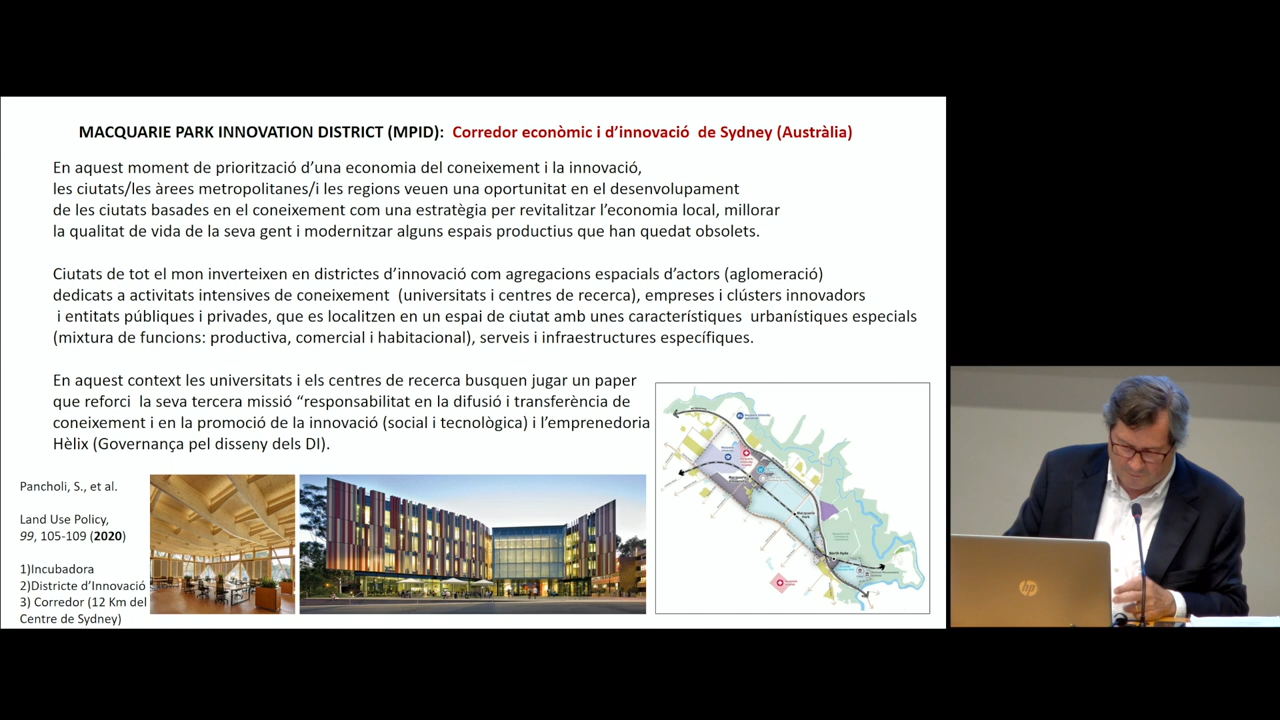 MACQUARIE PARK INNOVATION DISTRICT (MPID): Corredor econòmic i d'innovació de Sydney (Austràlia)
En aquest moment de priorització d'una economia del coneixement i la innovació,
les ciutats/les àrees metropolitanes/i les regions veuen una oportunitat en el desenvolupament
de les ciutats basades en el coneixement com una estratègia per revitalitzar l'economia local, millorar
la qualitat de vida de la seva gent i modernitzar alguns espais productius que han quedat obsolets.
Ciutats de tot el mon inverteixen en districtes d'innovació com agregacions espacials d'actors (aglomeració)
dedicats a activitats intensives de coneixement (universitats i centres de recerca), empreses i clústers innovadors
i entitats públiques i privades, que es localitzen en un espai de ciutat amb unes característiques urbanístiques especials
(mixtura de funcions: productiva, comercial i habitacional), serveis i infraestructures específiques.
En aquest context les universitats i els centres de recerca busquen jugar un paper
que reforci la seva tercera missió "responsabilitat en la difusió i transferència de
coneixement i en la promoció de la innovació (social i tecnològica) i l'emprenedoria
Hèlix (Governança pel disseny dels DI).
Pancholi, S., et al.
Land Use Policy,
99, 105-109 (2020)
1)Incubadora
2)Districte d'Innovació
3) Corredor (12 Km del
Centre de Sydney)
Macquarie
Park
North Ryde
hp